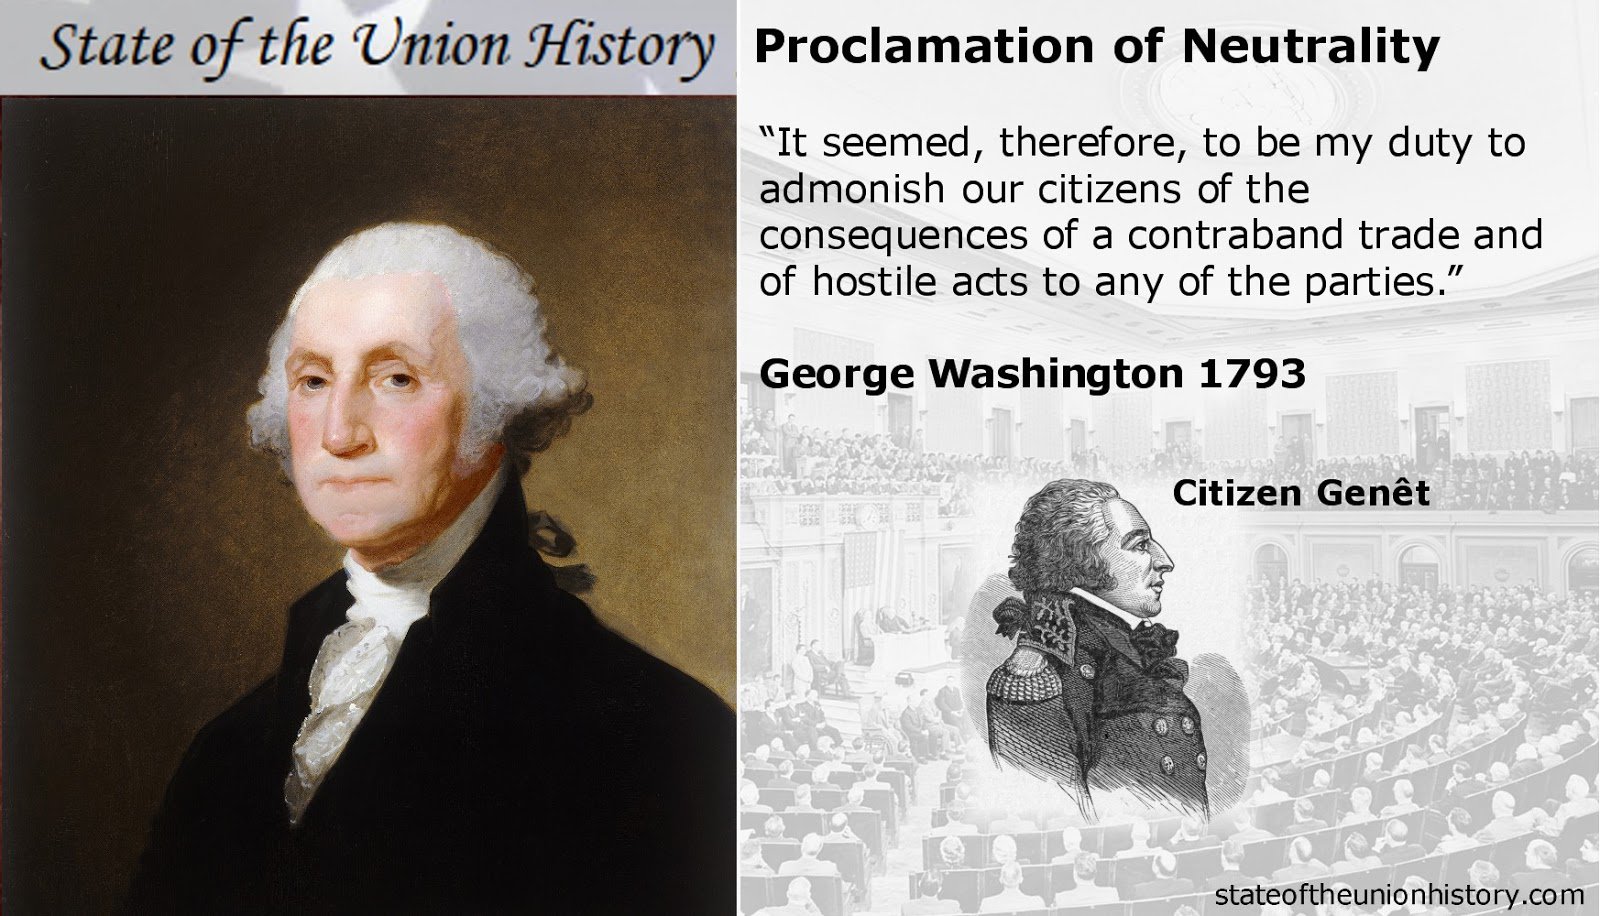 State of the Union History
Proclamation of Neutrality
“It seemed, therefore, to be my duty to
admonish our citizens of the
consequences of a contraband trade and
of hostile acts to any of the parties.”
George Washington 1793
Citizen Genêt
stateoftheunionhistory.com